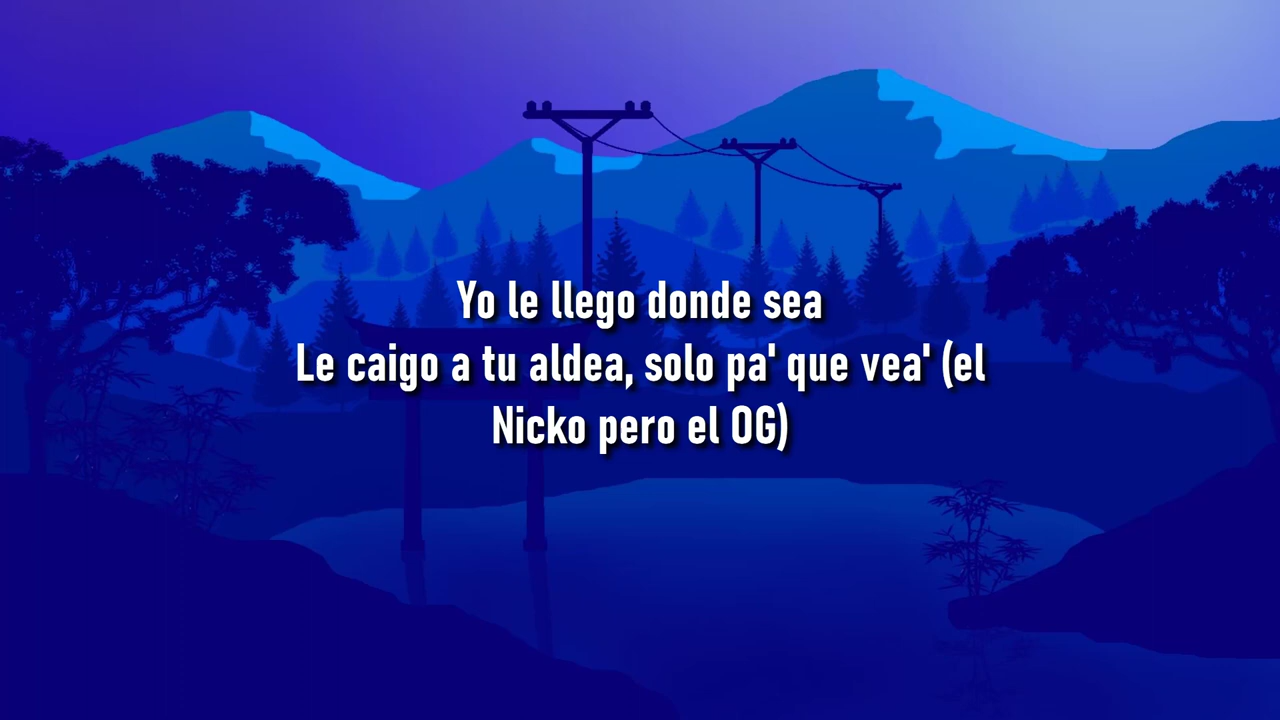 Yo le llego donde sea
Le caigo a tu aldea, solo pa' que vea' (el
Nicko pero el OG)